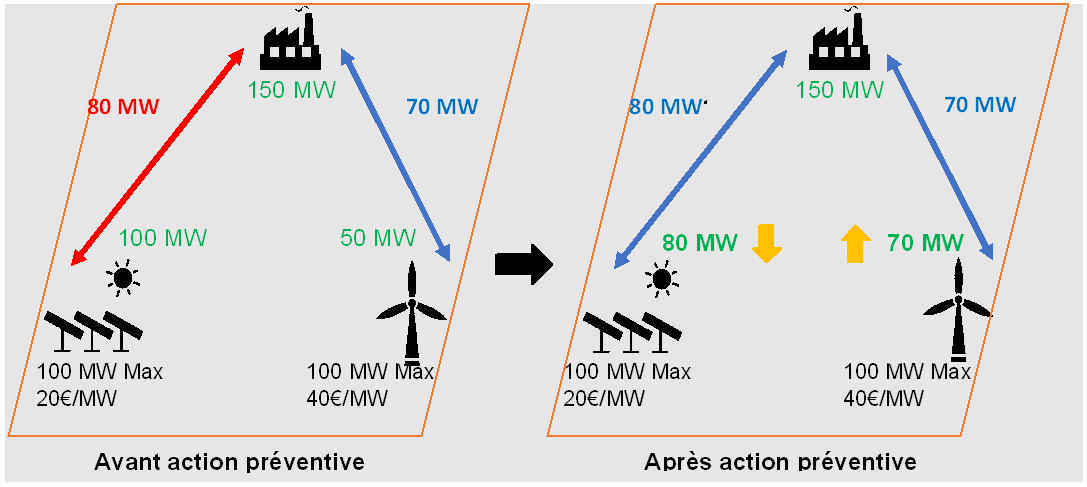 150 MW
80 MW
70 MW
100 MW
50 MW
100 MW Max
20€/MW
100 MW Max
40€/MW
Avant action préventive
150 MW
80 MW
70 MW
80 MW
70 MW
100 MW Max
20€/MW
100 MW Max
40€/MW
Après action préventive